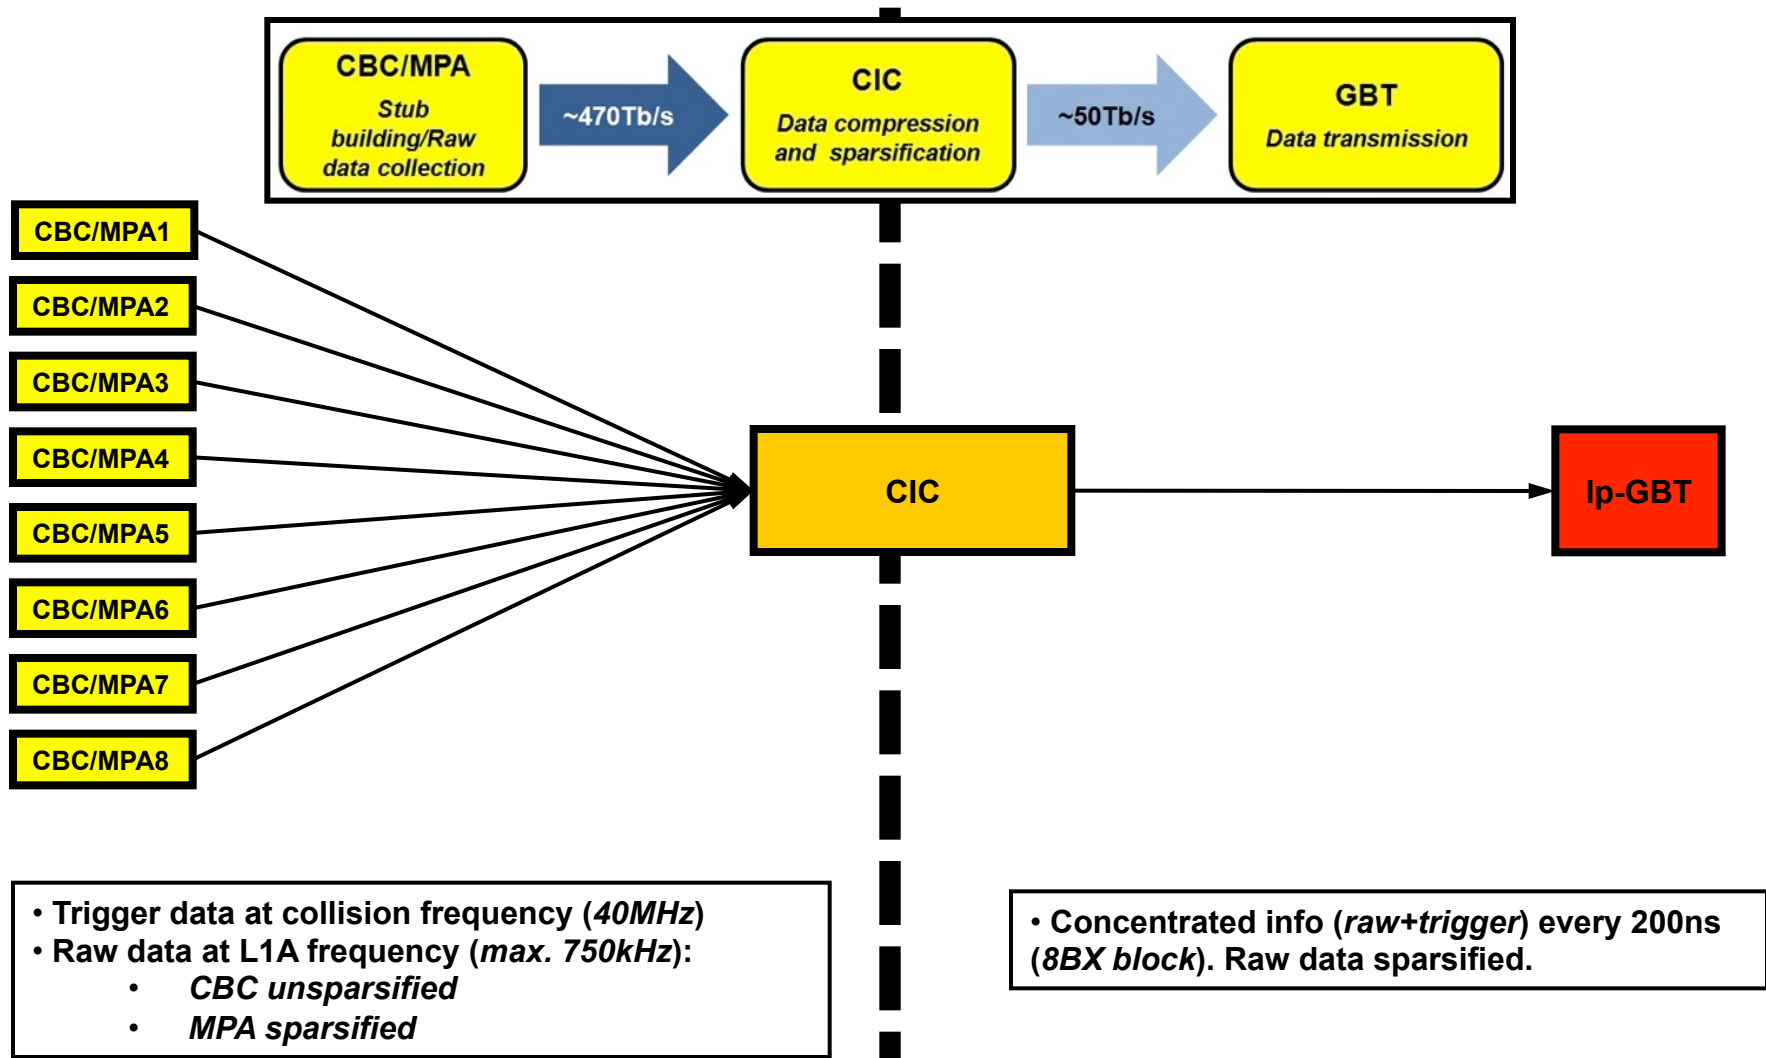 CBC/MPA
Stub
building/Raw
data collection
~470Tb/s
CIC
Data compression
and sparsification
~50Tb/s
GBT
Data transmission
CBC/MPA1
CBC/MPA2
CBC/MPA3
CBC/MPA4
CBC/MPA5
CBC/MPA6
CBC/MPA7
CBC/MPA8
CIC
lp-GBT
• Trigger data at collision frequency (40MHz)
• Raw data at L1A frequency (max. 750kHz):
• CBC unsparsified
• MPA sparsified
• Concentrated info (raw+trigger) every 200ns
(8BX block). Raw data sparsified.